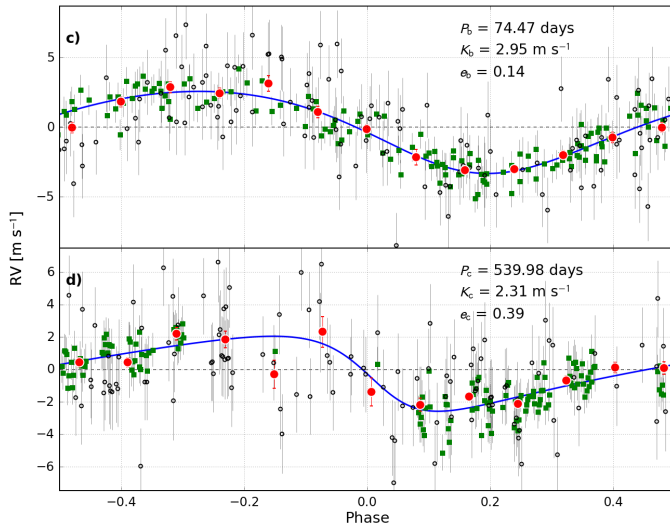 c)
P_b = 74.47 days
K_b = 2.95 m s⁻¹
e_b = 0.14
5
0
−5
RV [m s⁻¹]
d)
P_c = 539.98 days
K_c = 2.31 m s⁻¹
e_c = 0.39
6
4
2
0
−2
−4
−6
−0.4 −0.2 0.0 0.2 0.4
Phase